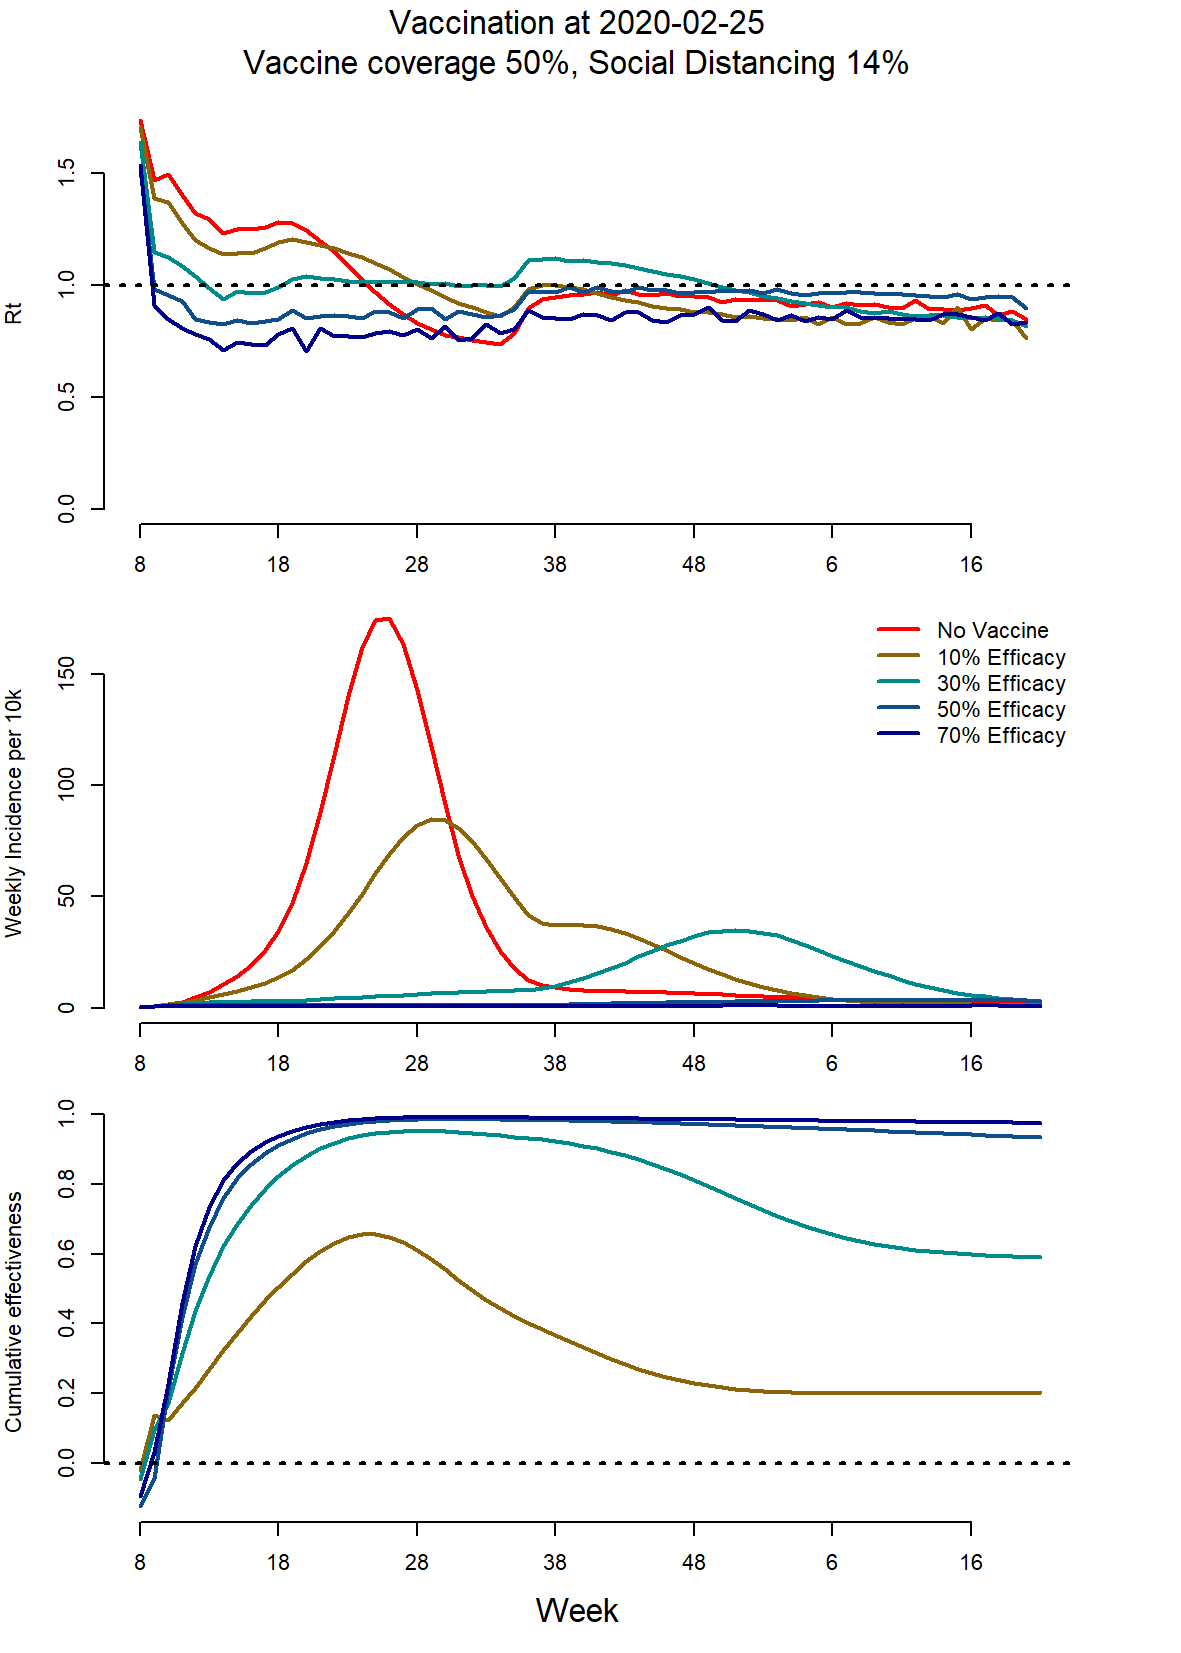 Vaccination at 2020-02-25
Vaccine coverage 50%, Social Distancing 14%
Rt
1.5
1.0
0.5
0.0
8 18 28 38 48 6 16
Weekly Incidence per 10k
150
100
50
0
No Vaccine
10% Efficacy
30% Efficacy
50% Efficacy
70% Efficacy
8 18 28 38 48 6 16
Cumulative effectiveness
1.0
0.8
0.6
0.4
0.2
0.0
8 18 28 38 48 6 16
Week